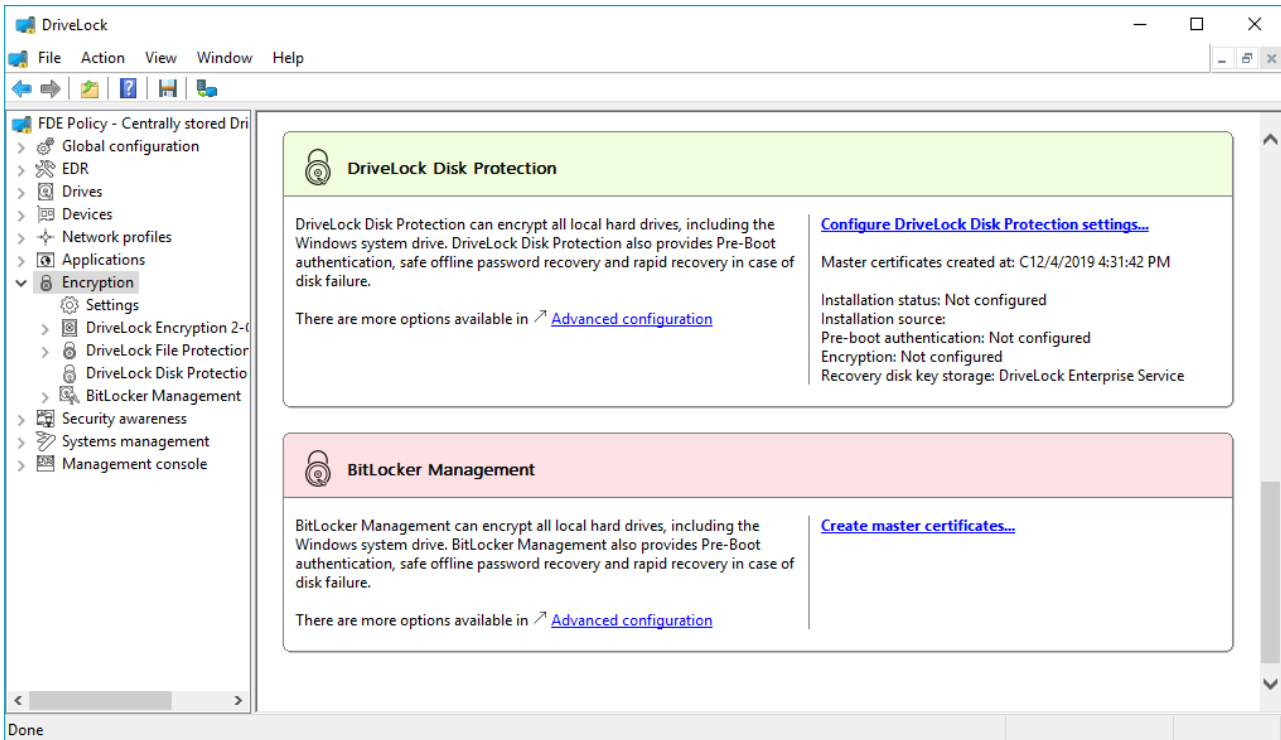 DriveLock
File Action View Window Help
FDE Policy - Centrally stored Dri
Global configuration
EDR
Drives
Devices
Network profiles
Applications
Encryption
Settings
DriveLock Encryption 2-
DriveLock File Protection
DriveLock Disk Protectio
BitLocker Management
Security awareness
Systems management
Management console
DriveLock Disk Protection
DriveLock Disk Protection can encrypt all local hard drives, including the
Windows system drive. DriveLock Disk Protection also provides Pre-Boot
authentication, safe offline password recovery and rapid recovery in case of
disk failure.
There are more options available in Advanced configuration
Configure DriveLock Disk Protection settings...
Master certificates created at: C12/4/2019 4:31:42 PM
Installation status: Not configured
Installation source:
Pre-boot authentication: Not configured
Encryption: Not configured
Recovery disk key storage: DriveLock Enterprise Service
BitLocker Management
BitLocker Management can encrypt all local hard drives, including the
Windows system drive. BitLocker Management also provides Pre-Boot
authentication, safe offline password recovery and rapid recovery in case of
disk failure.
There are more options available in Advanced configuration
Create master certificates...
Done